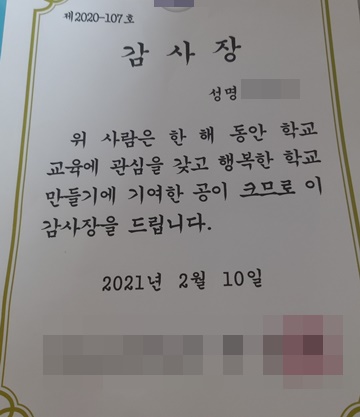 제2020-107호
감 사 장
성명
위 사람은 한 해 동안 학교
교육에 관심을 갖고 행복한 학교
만들기에 기여한 공이 크므로 이
감사장을 드립니다.
2021년 2월 10일